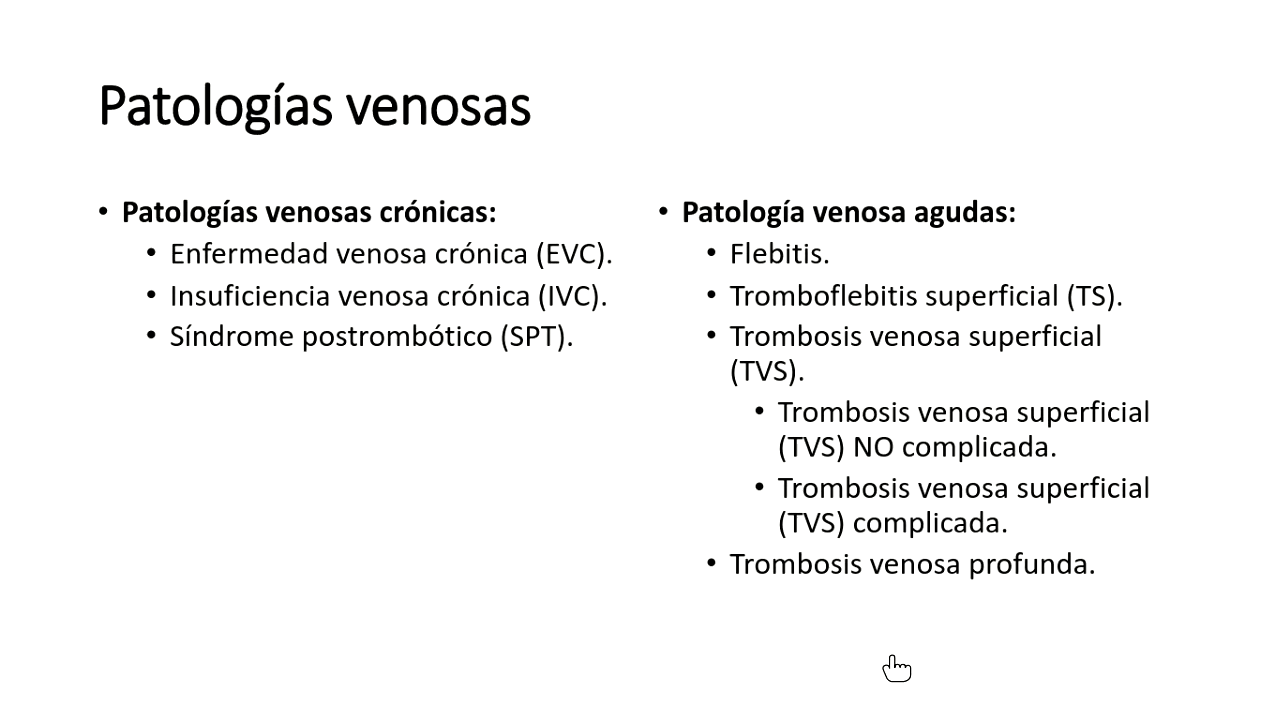 Patologías venosas
• Patologías venosas crónicas:
• Enfermedad venosa crónica (EVC).
• Insuficiencia venosa crónica (IVC).
• Síndrome postrombótico (SPT).
• Patología venosa agudas:
• Flebitis.
• Tromboflebitis superficial (TS).
• Trombosis venosa superficial
(TVS).
• Trombosis venosa superficial
(TVS) NO complicada.
• Trombosis venosa superficial
(TVS) complicada.
• Trombosis venosa profunda.